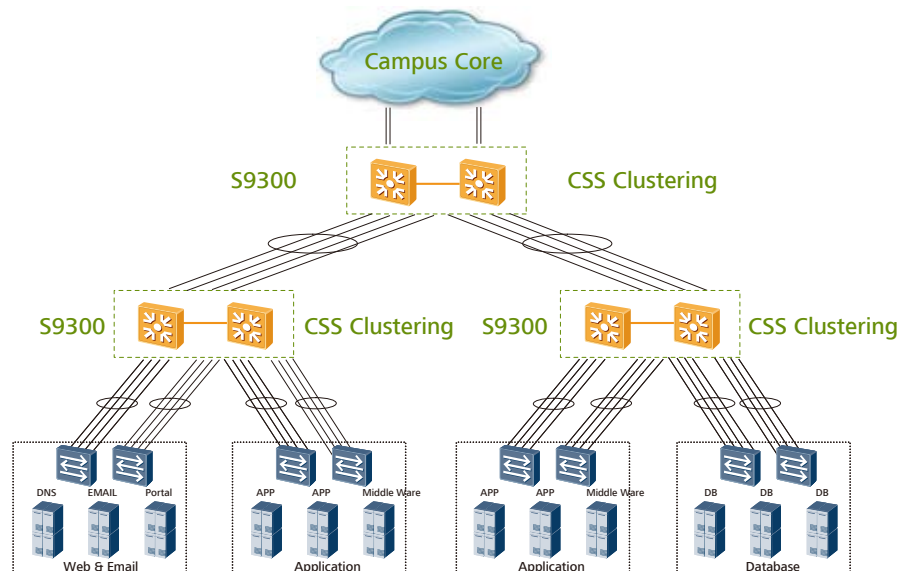 Campus Core
S9300
CSS Clustering
S9300
CSS Clustering
S9300
CSS Clustering
DNS
EMAIL
Portal
APP
APP
Middle Ware
APP
APP
Middle Ware
DB
DB
DB
Web & Email
Application
Application
Database